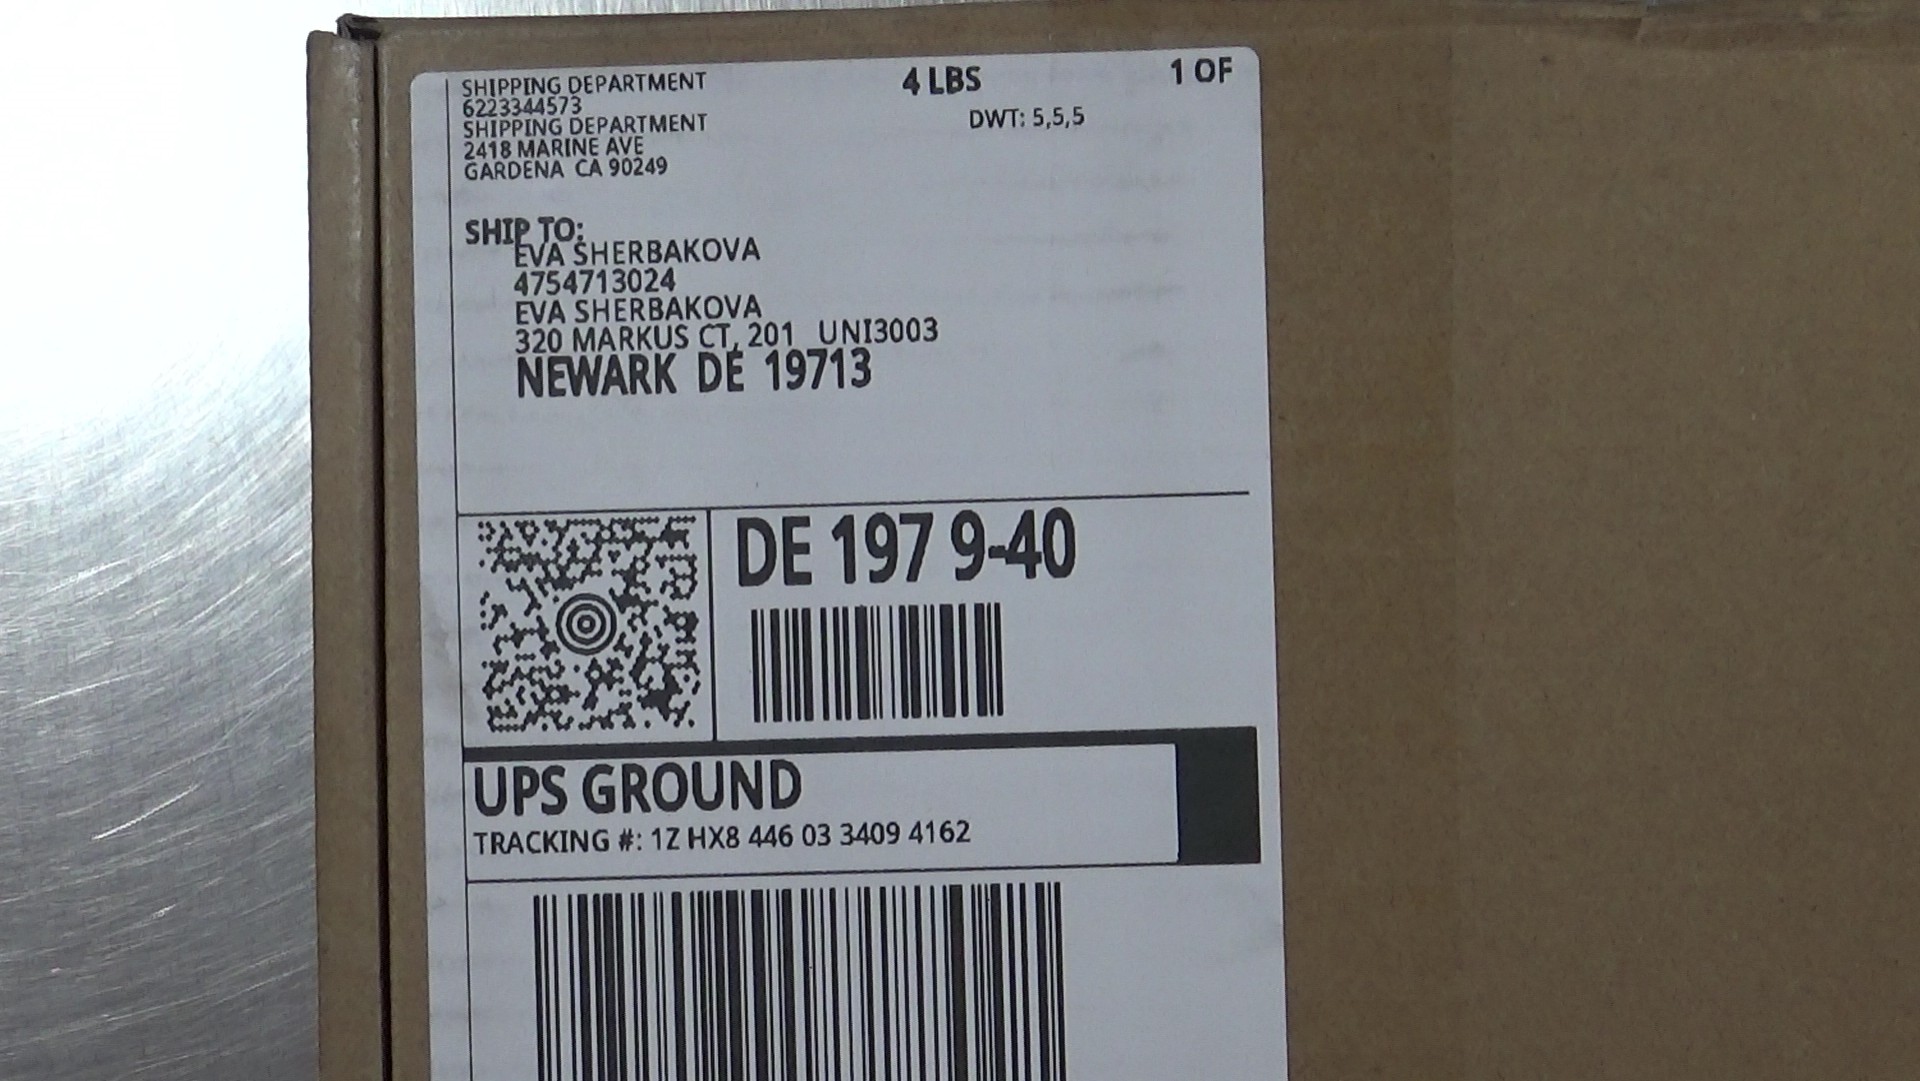 SHIPPING DEPARTMENT
6223344573
SHIPPING DEPARTMENT
2418 MARINE AVE
GARDENA CA 90249
4 LBS
1 OF
DWT: 5,5,5
SHIP TO:
EVA SHERBAKOVA
4754713024
EVA SHERBAKOVA
320 MARKUS CT, 201 UNI3003
NEWARK DE 19713
DE 197 9-40
UPS GROUND
TRACKING #: 1Z HX8 446 03 3409 4162